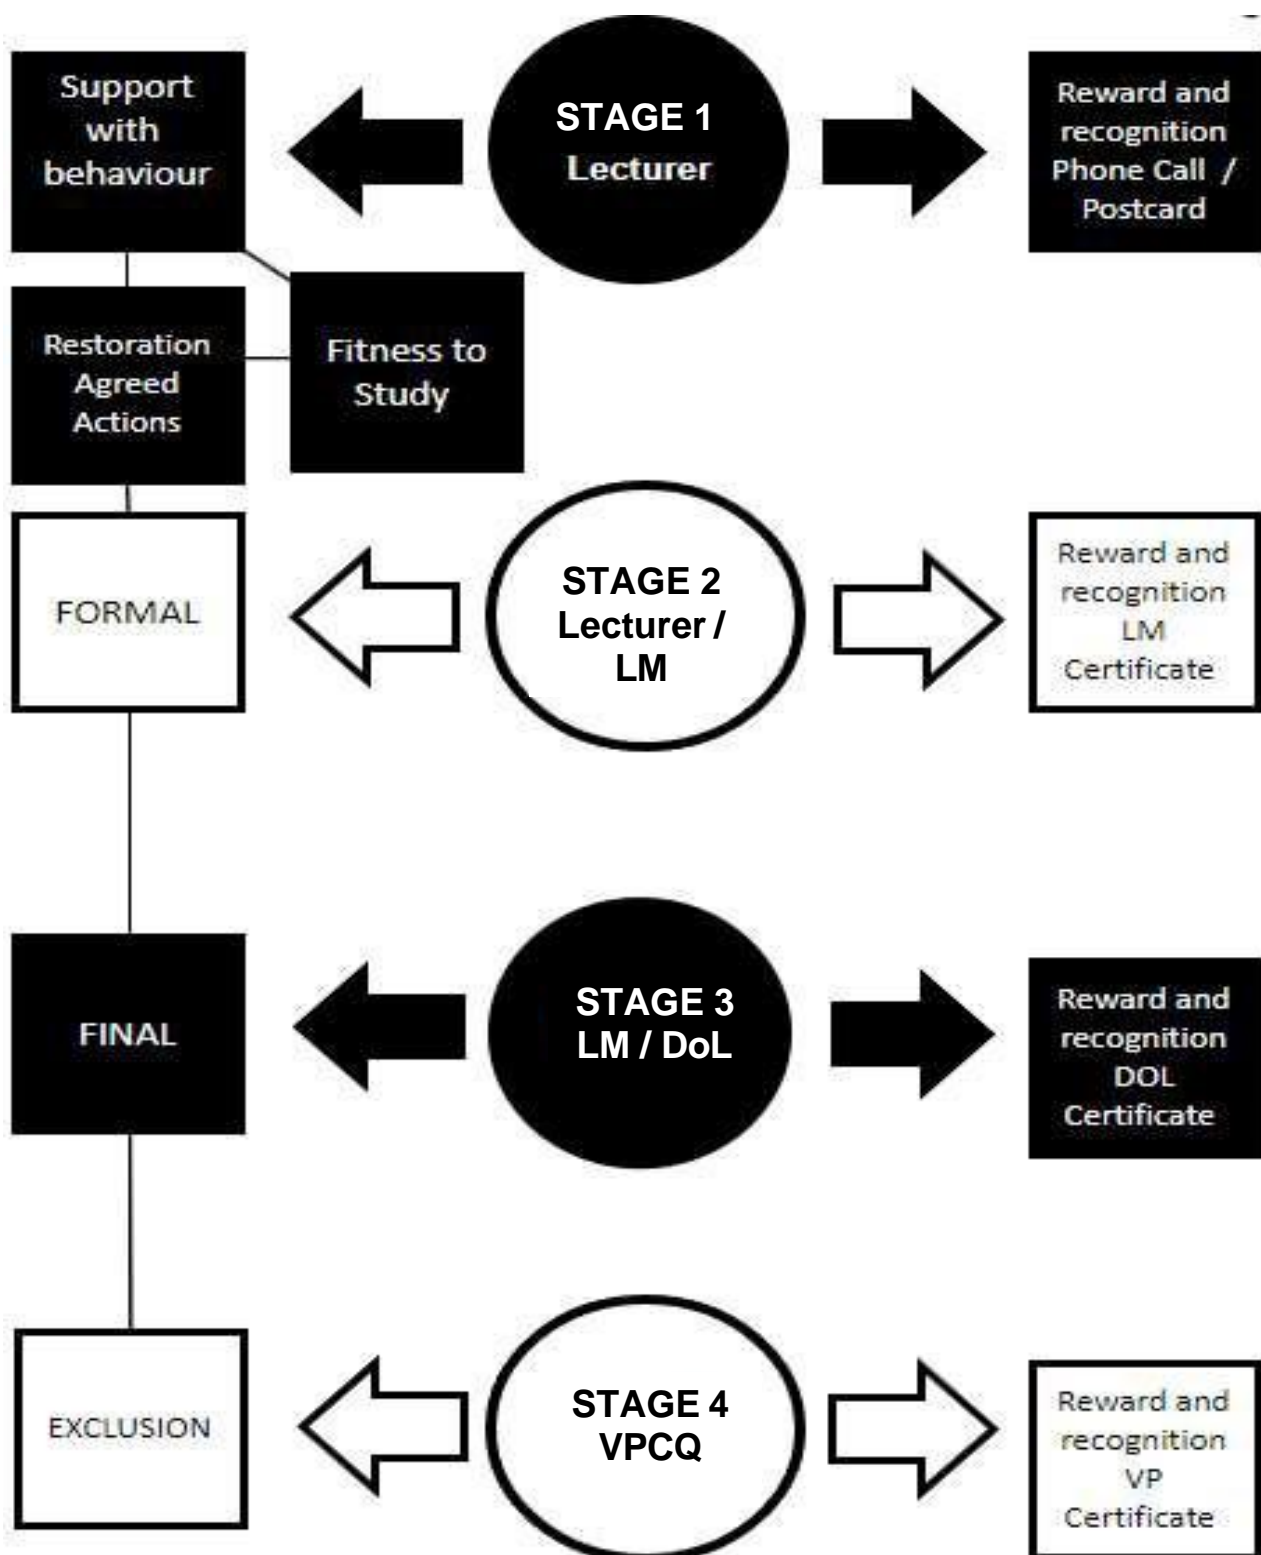 Support
with
behaviour
STAGE 1
Lecturer
Reward and
recognition
Phone Call /
Postcard
Restoration
Agreed
Actions
Fitness to
Study
FORMAL
STAGE 2
Lecturer /
LM
Reward and
recognition
LM
Certificate
FINAL
STAGE 3
LM / DoL
Reward and
recognition
DOL
Certificate
EXCLUSION
STAGE 4
VPCQ
Reward and
recognition
VP
Certificate